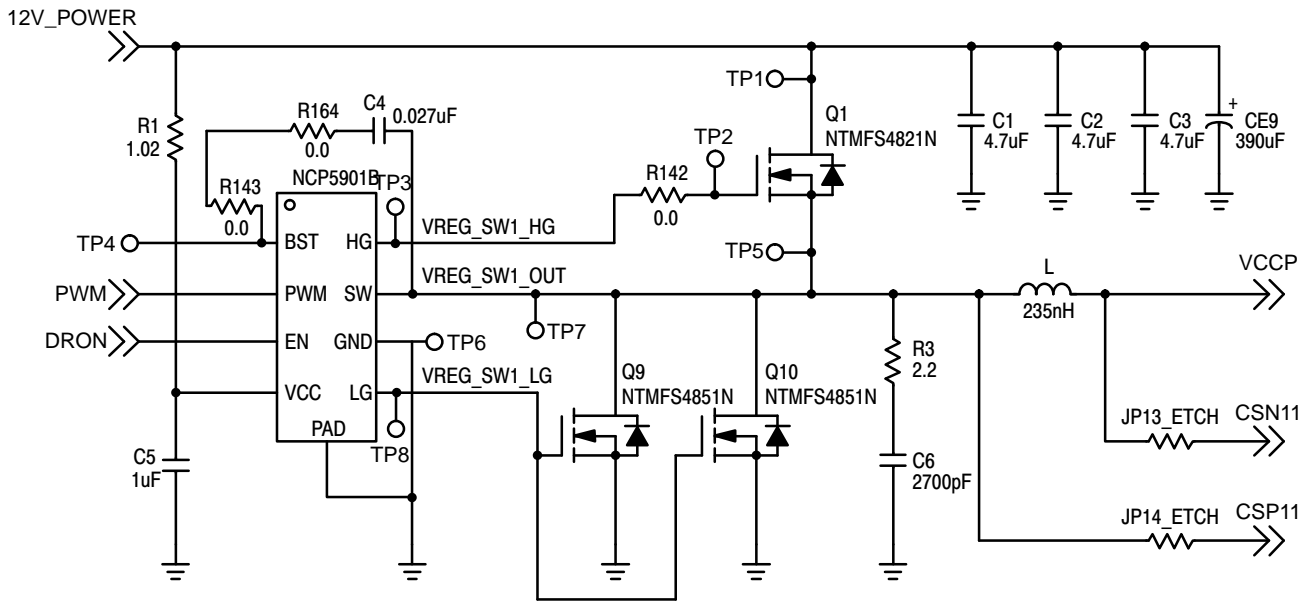 12V_POWER
TP1
R1
1.02
R164
0.0
C4
0.027uF
Q1
NTMFS4821N
C1
4.7uF
C2
4.7uF
C3
4.7uF
+
CE9
390uF
R143
0.0
NCP5901B
TP3
TP2
R142
0.0
TP4
BST
HG
VREG_SW1_HG
TP5
PWM
PWM
SW
VREG_SW1_OUT
L
235nH
VCCP
DRON
EN
GND
TP6
TP7
VCC
LG
VREG_SW1_LG
PAD
TP8
Q9
NTMFS4851N
Q10
NTMFS4851N
R3
2.2
C5
1uF
C6
2700pF
JP13_ETCH
CSN11
JP14_ETCH
CSP11